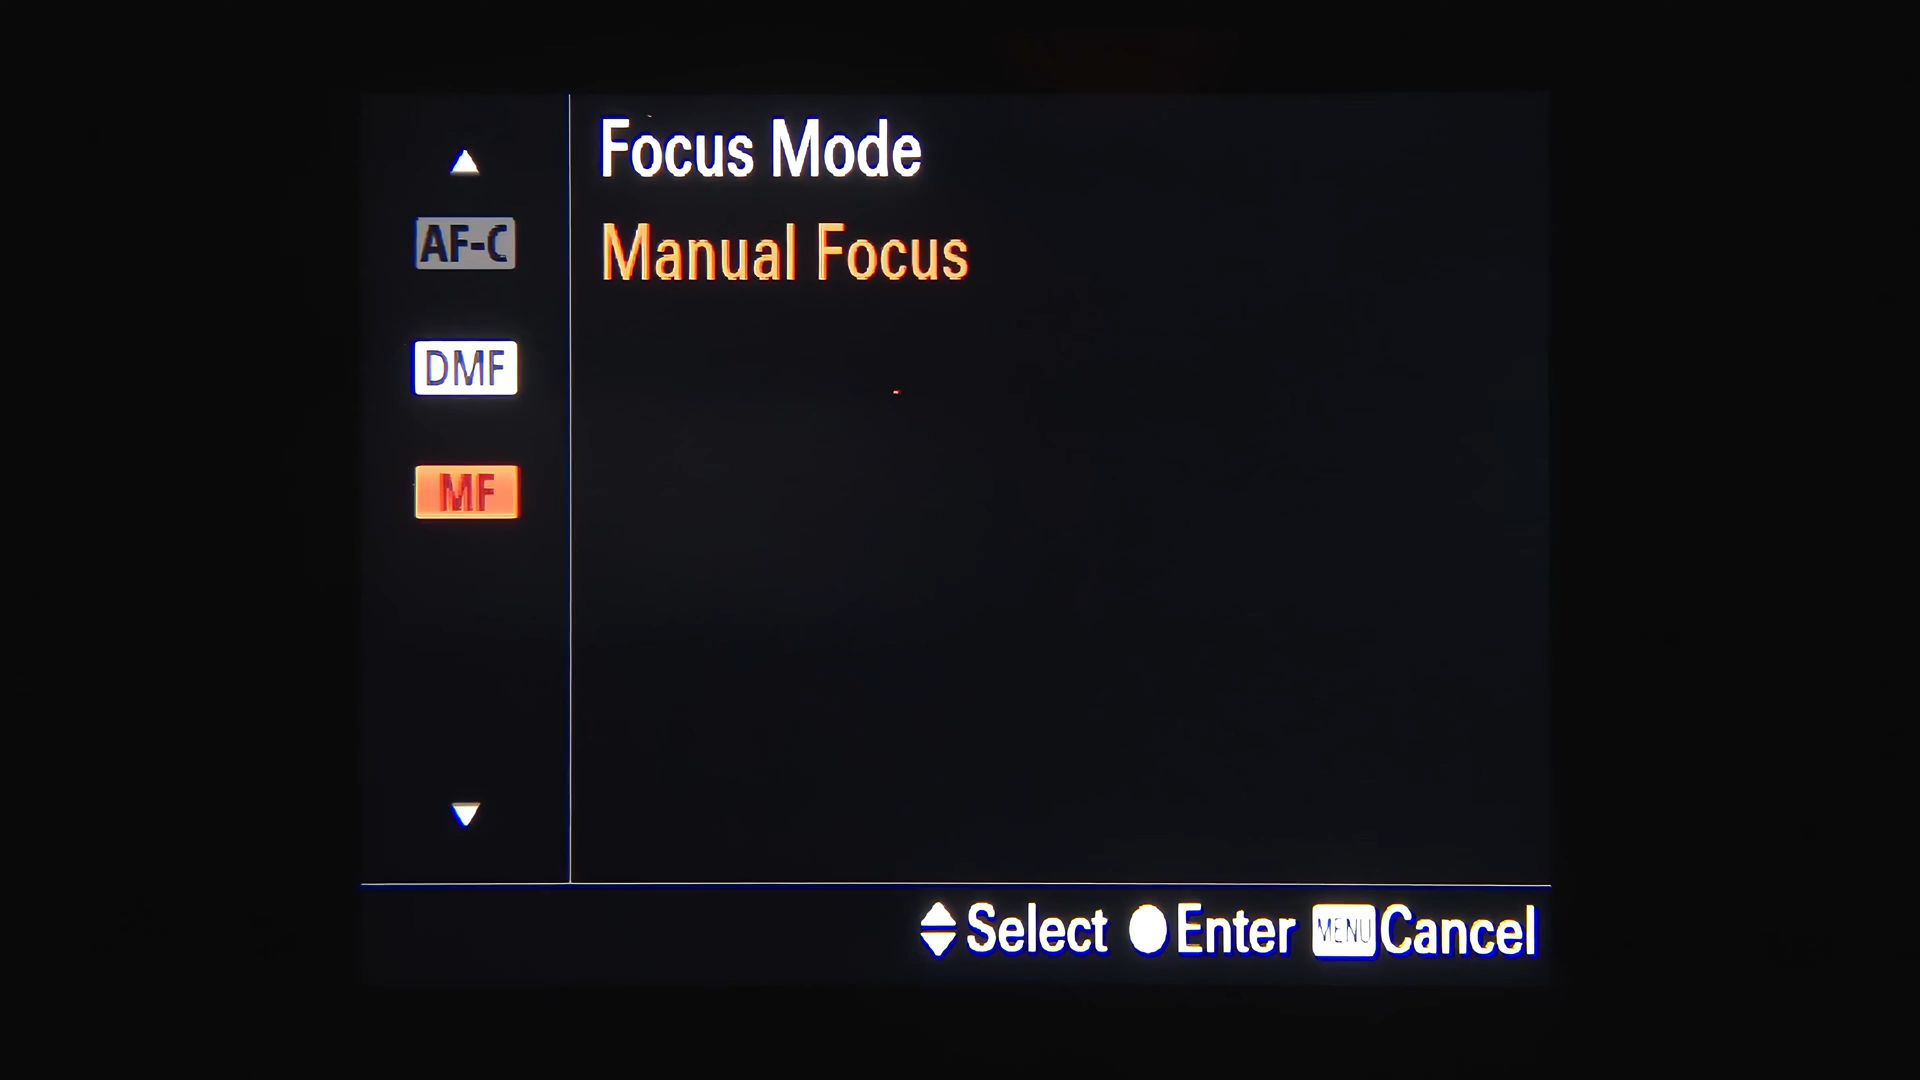 Focus Mode
Manual Focus
AF-C
DMF
MF
Select Enter MENU Cancel